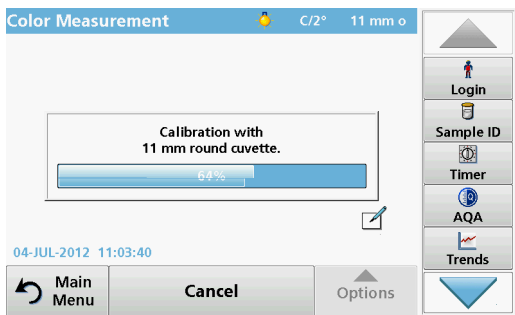 Color Measurement C/2° 11 mm o
Calibration with
11 mm round cuvette.
64%
04-JUL-2012 11:03:40
Main
Menu
Cancel
Options
Login
Sample ID
Timer
AQA
Trends